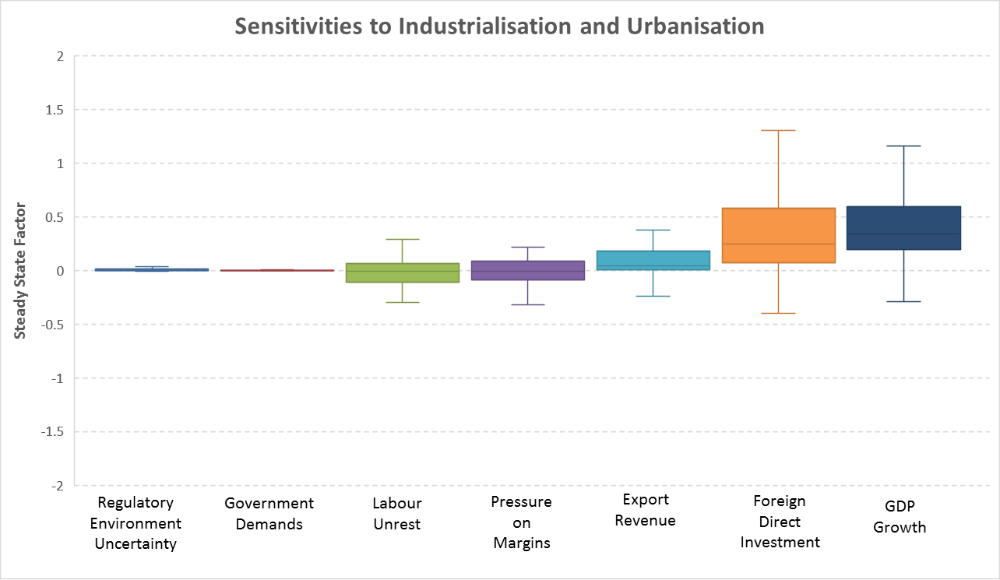 Sensitivities to Industrialisation and Urbanisation
2
1.5
1
0.5
0
-0.5
-1
-1.5
-2
Steady State Factor
Regulatory
Environment
Uncertainty
Government
Demands
Labour
Unrest
Pressure
on
Margins
Export
Revenue
Foreign
Direct
Investment
GDP
Growth